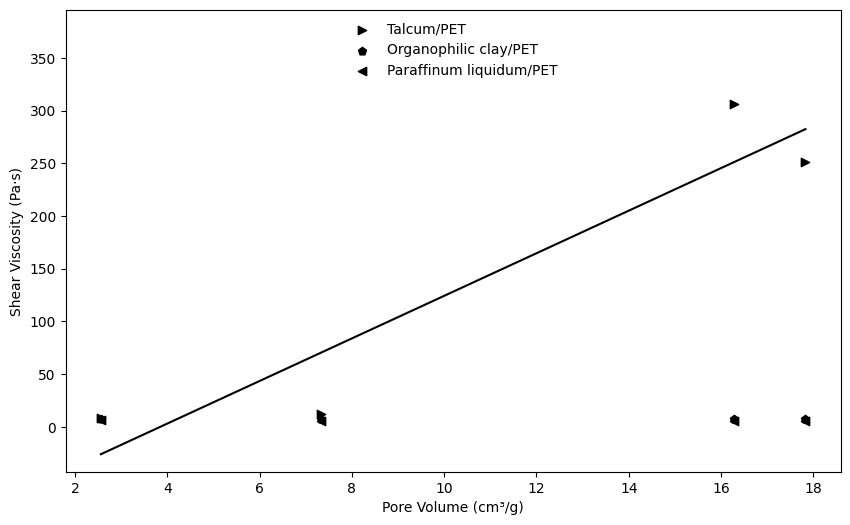 Talcum/PET
Organophilic clay/PET
Paraffinum liquidum/PET
350
300
250
200
150
100
50
0
Shear Viscosity (Pa·s)
2 4 6 8 10 12 14 16 18
Pore Volume (cm³/g)